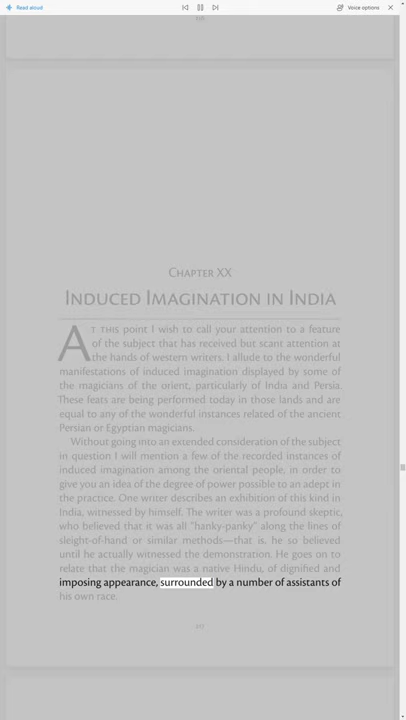 Read aloud
Voice options
CHAPTER XX
INDUCED IMAGINATION IN INDIA
AT THIS point I wish to call your attention to a feature
of the subject that has received but scant attention at
the hands of western writers. I allude to the wonderful
manifestations of induced imagination displayed by some of
the magicians of the orient, particularly of India and Persia.
These feats are being performed today in those lands and are
equal to any of the wonderful instances related of the ancient
Persian or Egyptian magicians.
Without going into an extended consideration of the subject
in question I will mention a few of the recorded instances of
induced imagination among the oriental people, in order to
give you an idea of the degree of power possible to an adept in
the practice. One writer describes an exhibition of this kind in
India, witnessed by himself. The writer was a profound skeptic,
who believed that it was all "hanky-panky" along the lines of
sleight-of-hand or similar methods—that is, he so believed
until he actually witnessed the demonstration. He goes on to
relate that the magician was a native Hindu, of dignified and
imposing appearance, surrounded by a number of assistants of
his own race.